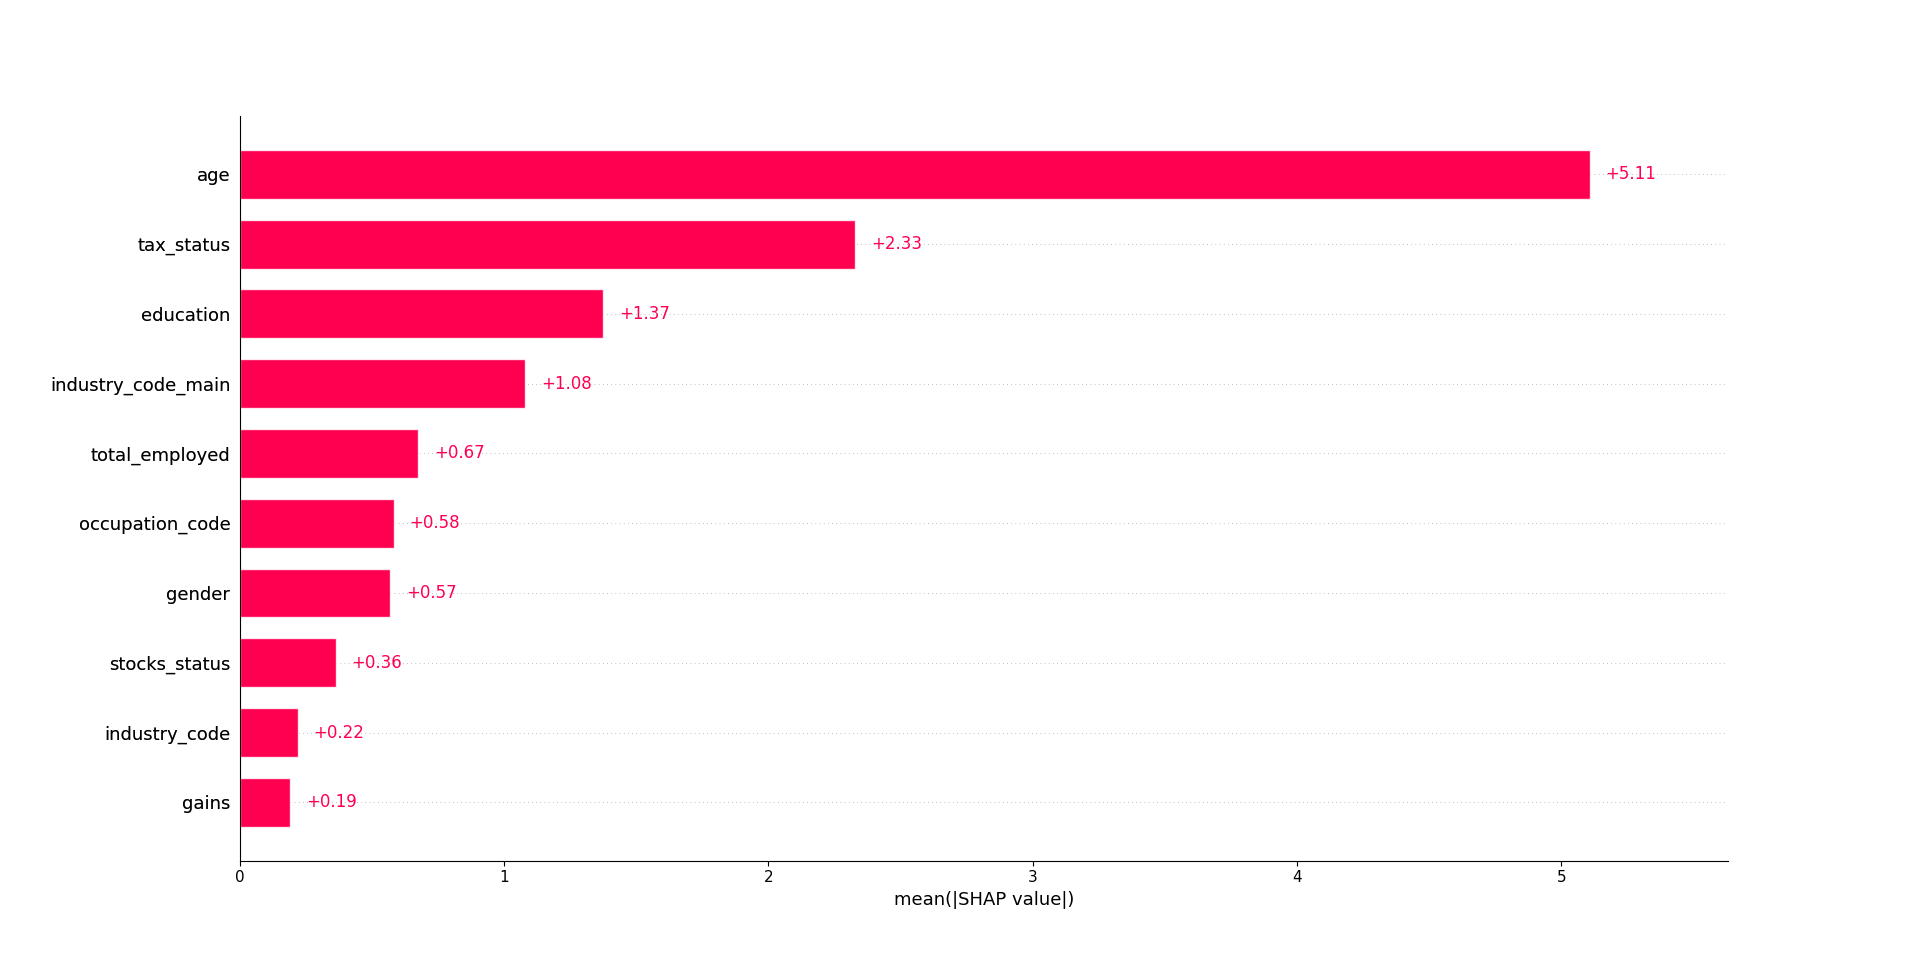 age +5.11
tax_status +2.33
education +1.37
industry_code_main +1.08
total_employed +0.67
occupation_code +0.58
gender +0.57
stocks_status +0.36
industry_code +0.22
gains +0.19
0 1 2 3 4 5
mean(|SHAP value|)